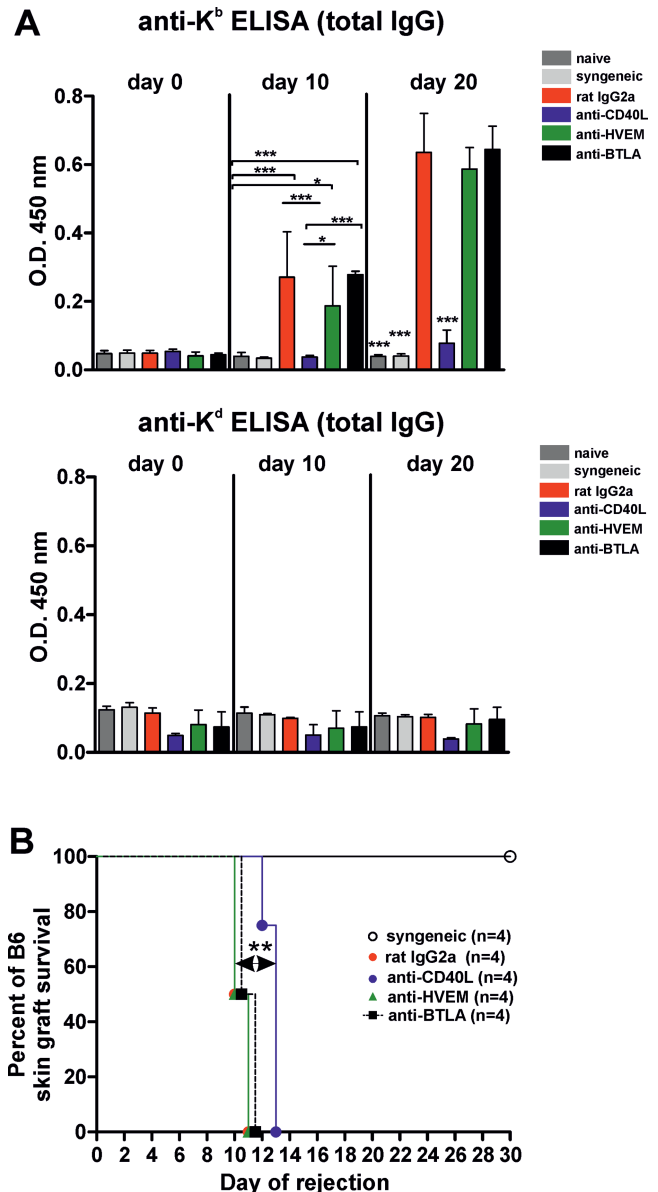 A
anti-Kᵇ ELISA (total IgG)
day 0
day 10
day 20
naive
syngeneic
rat IgG2a
anti-CD40L
anti-HVEM
anti-BTLA
O.D. 450 nm
0.8
0.6
0.4
0.2
0.0
***
***
*
***
***
*
***
***
***
anti-Kᵈ ELISA (total IgG)
day 0
day 10
day 20
naive
syngeneic
rat IgG2a
anti-CD40L
anti-HVEM
anti-BTLA
O.D. 450 nm
0.8
0.6
0.4
0.2
0.0
B
Percent of B6
skin graft survival
100
80
60
40
20
0
**
syngeneic (n=4)
rat IgG2a (n=4)
anti-CD40L (n=4)
anti-HVEM (n=4)
anti-BTLA (n=4)
0 2 4 6 8 10 12 14 16 18 20 22 24 26 28 30
Day of rejection